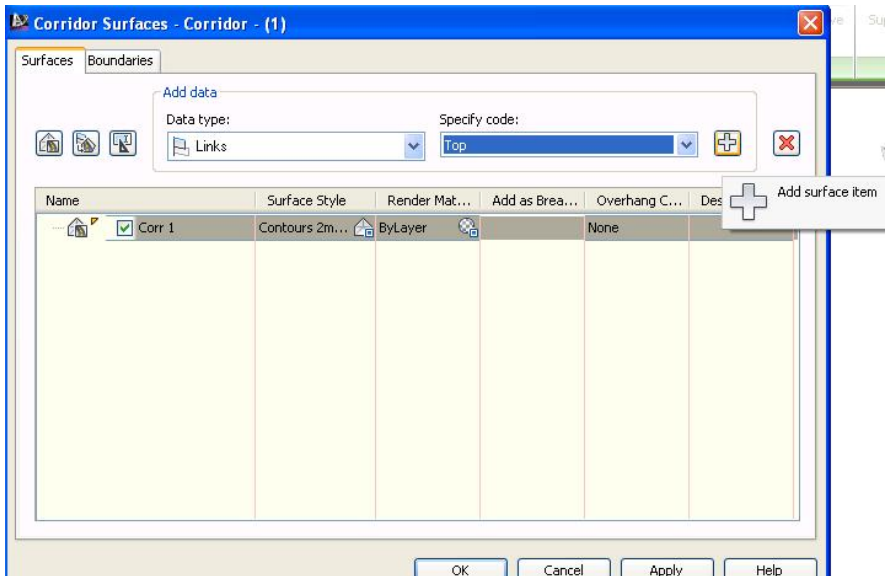 Corridor Surfaces - Corridor - (1)
Surfaces
Boundaries
Add data
Data type:
Specify code:
Links
Top
Add surface item
Name
Surface Style
Render Mat...
Add as Brea...
Overhang C...
Des
Corr 1
Contours 2m...
ByLayer
None
OK
Cancel
Apply
Help